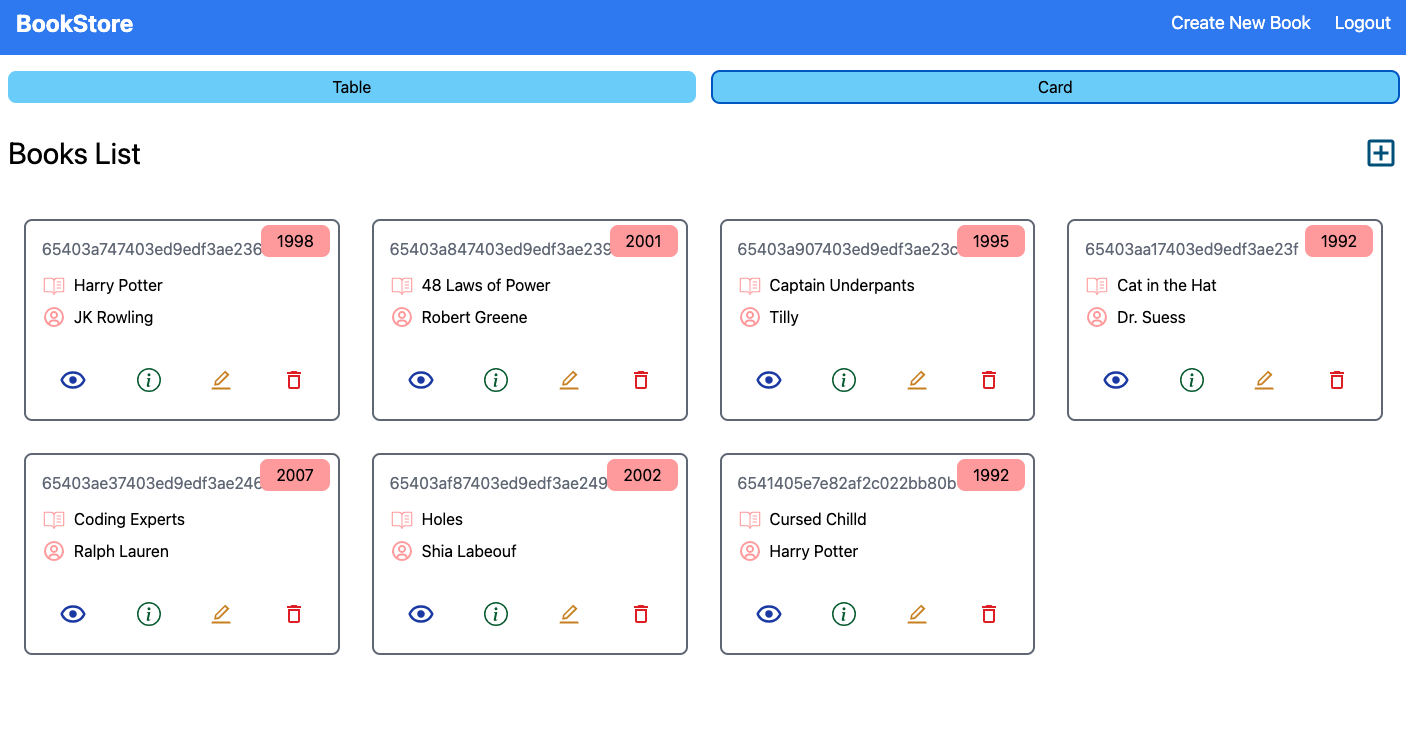 BookStore
Create New Book
Logout
Table
Card
Books List
65403a747403ed9edf3ae236
1998
Harry Potter
JK Rowling
65403a847403ed9edf3ae239
2001
48 Laws of Power
Robert Greene
65403a907403ed9edf3ae23c
1995
Captain Underpants
Tilly
65403aa17403ed9edf3ae23f
1992
Cat in the Hat
Dr. Suess
65403ae37403ed9edf3ae246
2007
Coding Experts
Ralph Lauren
65403af87403ed9edf3ae249
2002
Holes
Shia Labeouf
6541405e7e82af2c022bb80b
1992
Cursed Chilld
Harry Potter